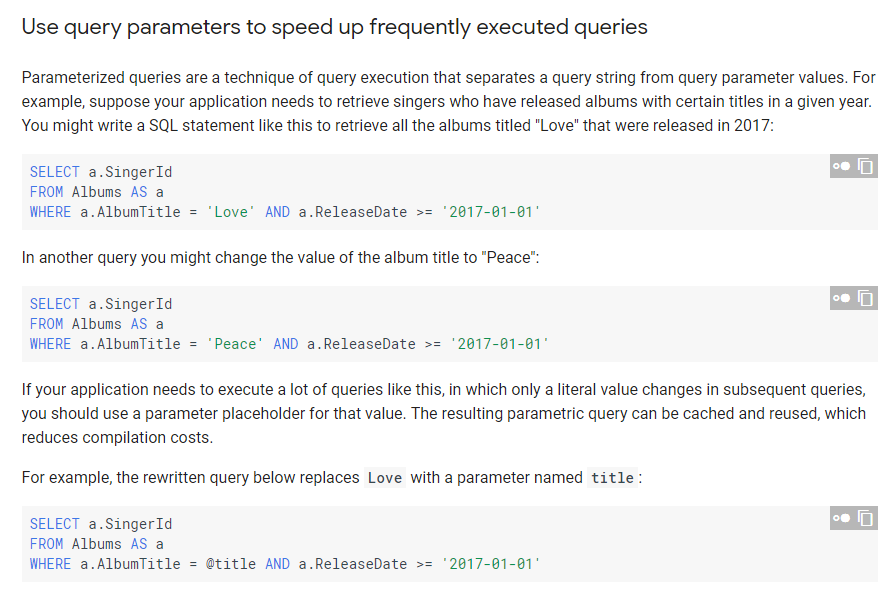 Use query parameters to speed up frequently executed queries
Parameterized queries are a technique of query execution that separates a query string from query parameter values. For
example, suppose your application needs to retrieve singers who have released albums with certain titles in a given year.
You might write a SQL statement like this to retrieve all the albums titled "Love" that were released in 2017:
SELECT a.SingerId
FROM Albums AS a
WHERE a.AlbumTitle = 'Love' AND a.ReleaseDate >= '2017-01-01'
In another query you might change the value of the album title to "Peace":
SELECT a.SingerId
FROM Albums AS a
WHERE a.AlbumTitle = 'Peace' AND a.ReleaseDate >= '2017-01-01'
If your application needs to execute a lot of queries like this, in which only a literal value changes in subsequent queries,
you should use a parameter placeholder for that value. The resulting parametric query can be cached and reused, which
reduces compilation costs.
For example, the rewritten query below replaces Love with a parameter named title:
SELECT a.SingerId
FROM Albums AS a
WHERE a.AlbumTitle = @title AND a.ReleaseDate >= '2017-01-01'